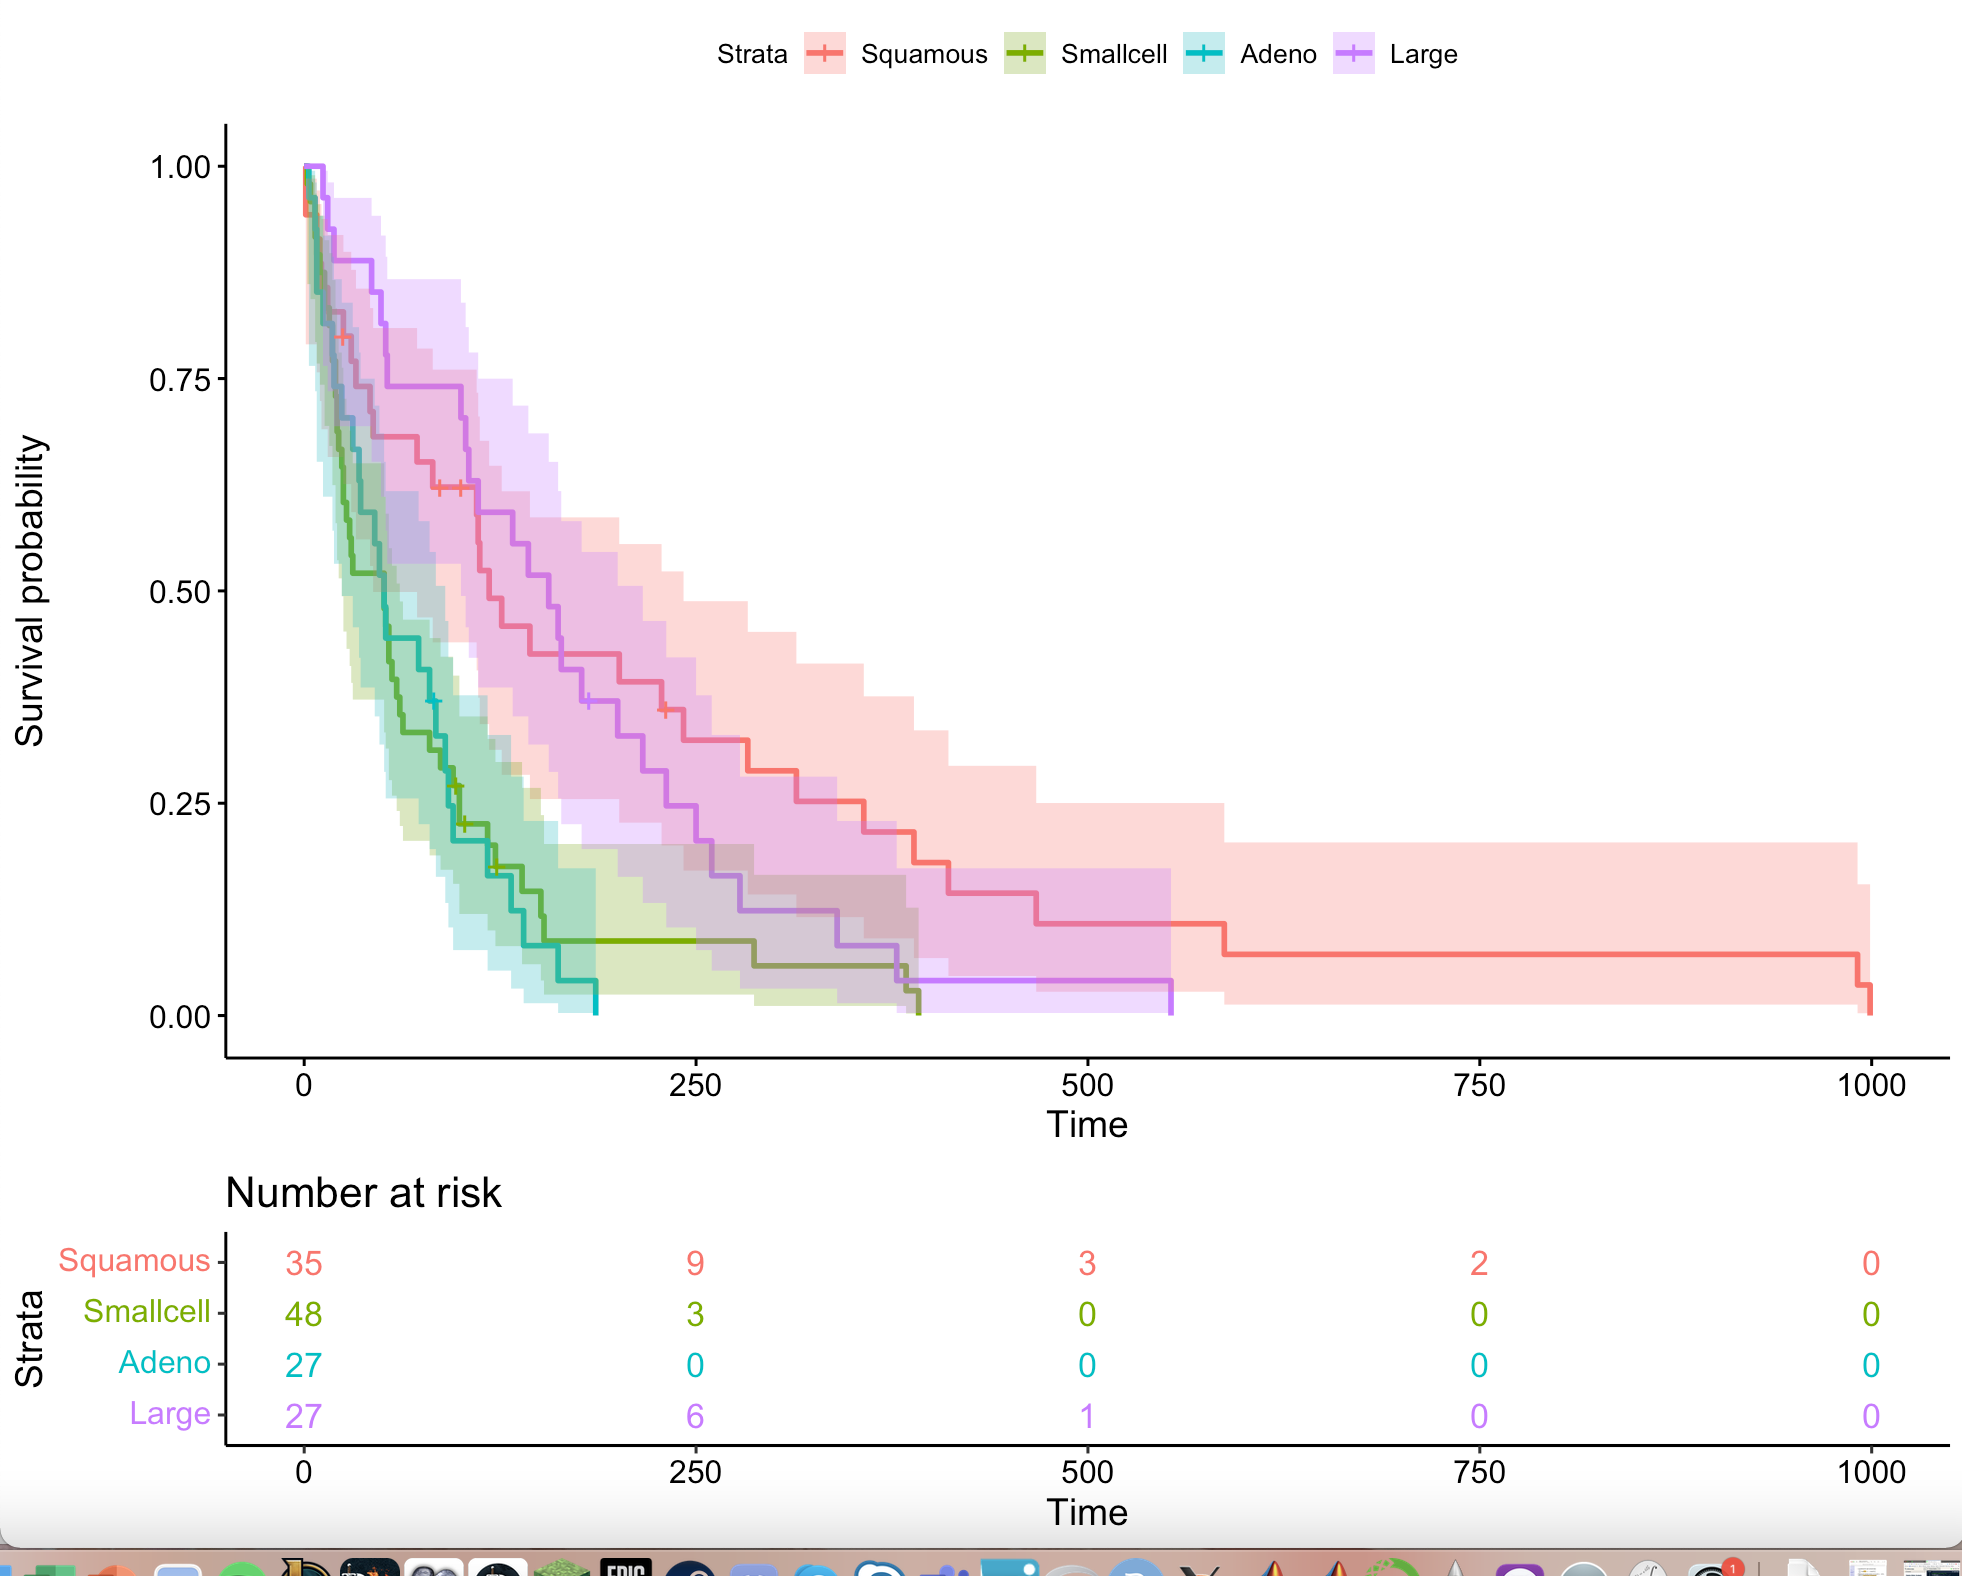 Strata Squamous Smallcell Adeno Large
1.00
0.75
0.50
0.25
0.00
Survival probability
0 250 500 750 1000
Time
Number at risk
Strata
Squamous 35 9 3 2 0
Smallcell 48 3 0 0 0
Adeno 27 0 0 0 0
Large 27 6 1 0 0
0 250 500 750 1000
Time
EPIC
1